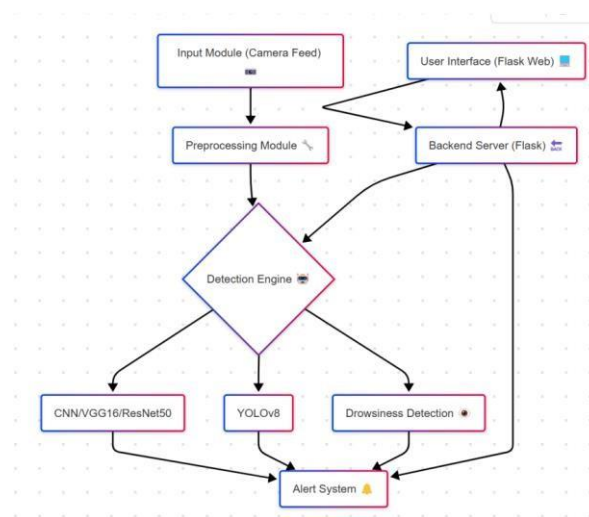 Input Module (Camera Feed)
User Interface (Flask Web)
Preprocessing Module
Backend Server (Flask)
BACK
Detection Engine
CNN/VGG16/ResNet50
YOLOv8
Drowsiness Detection
Alert System